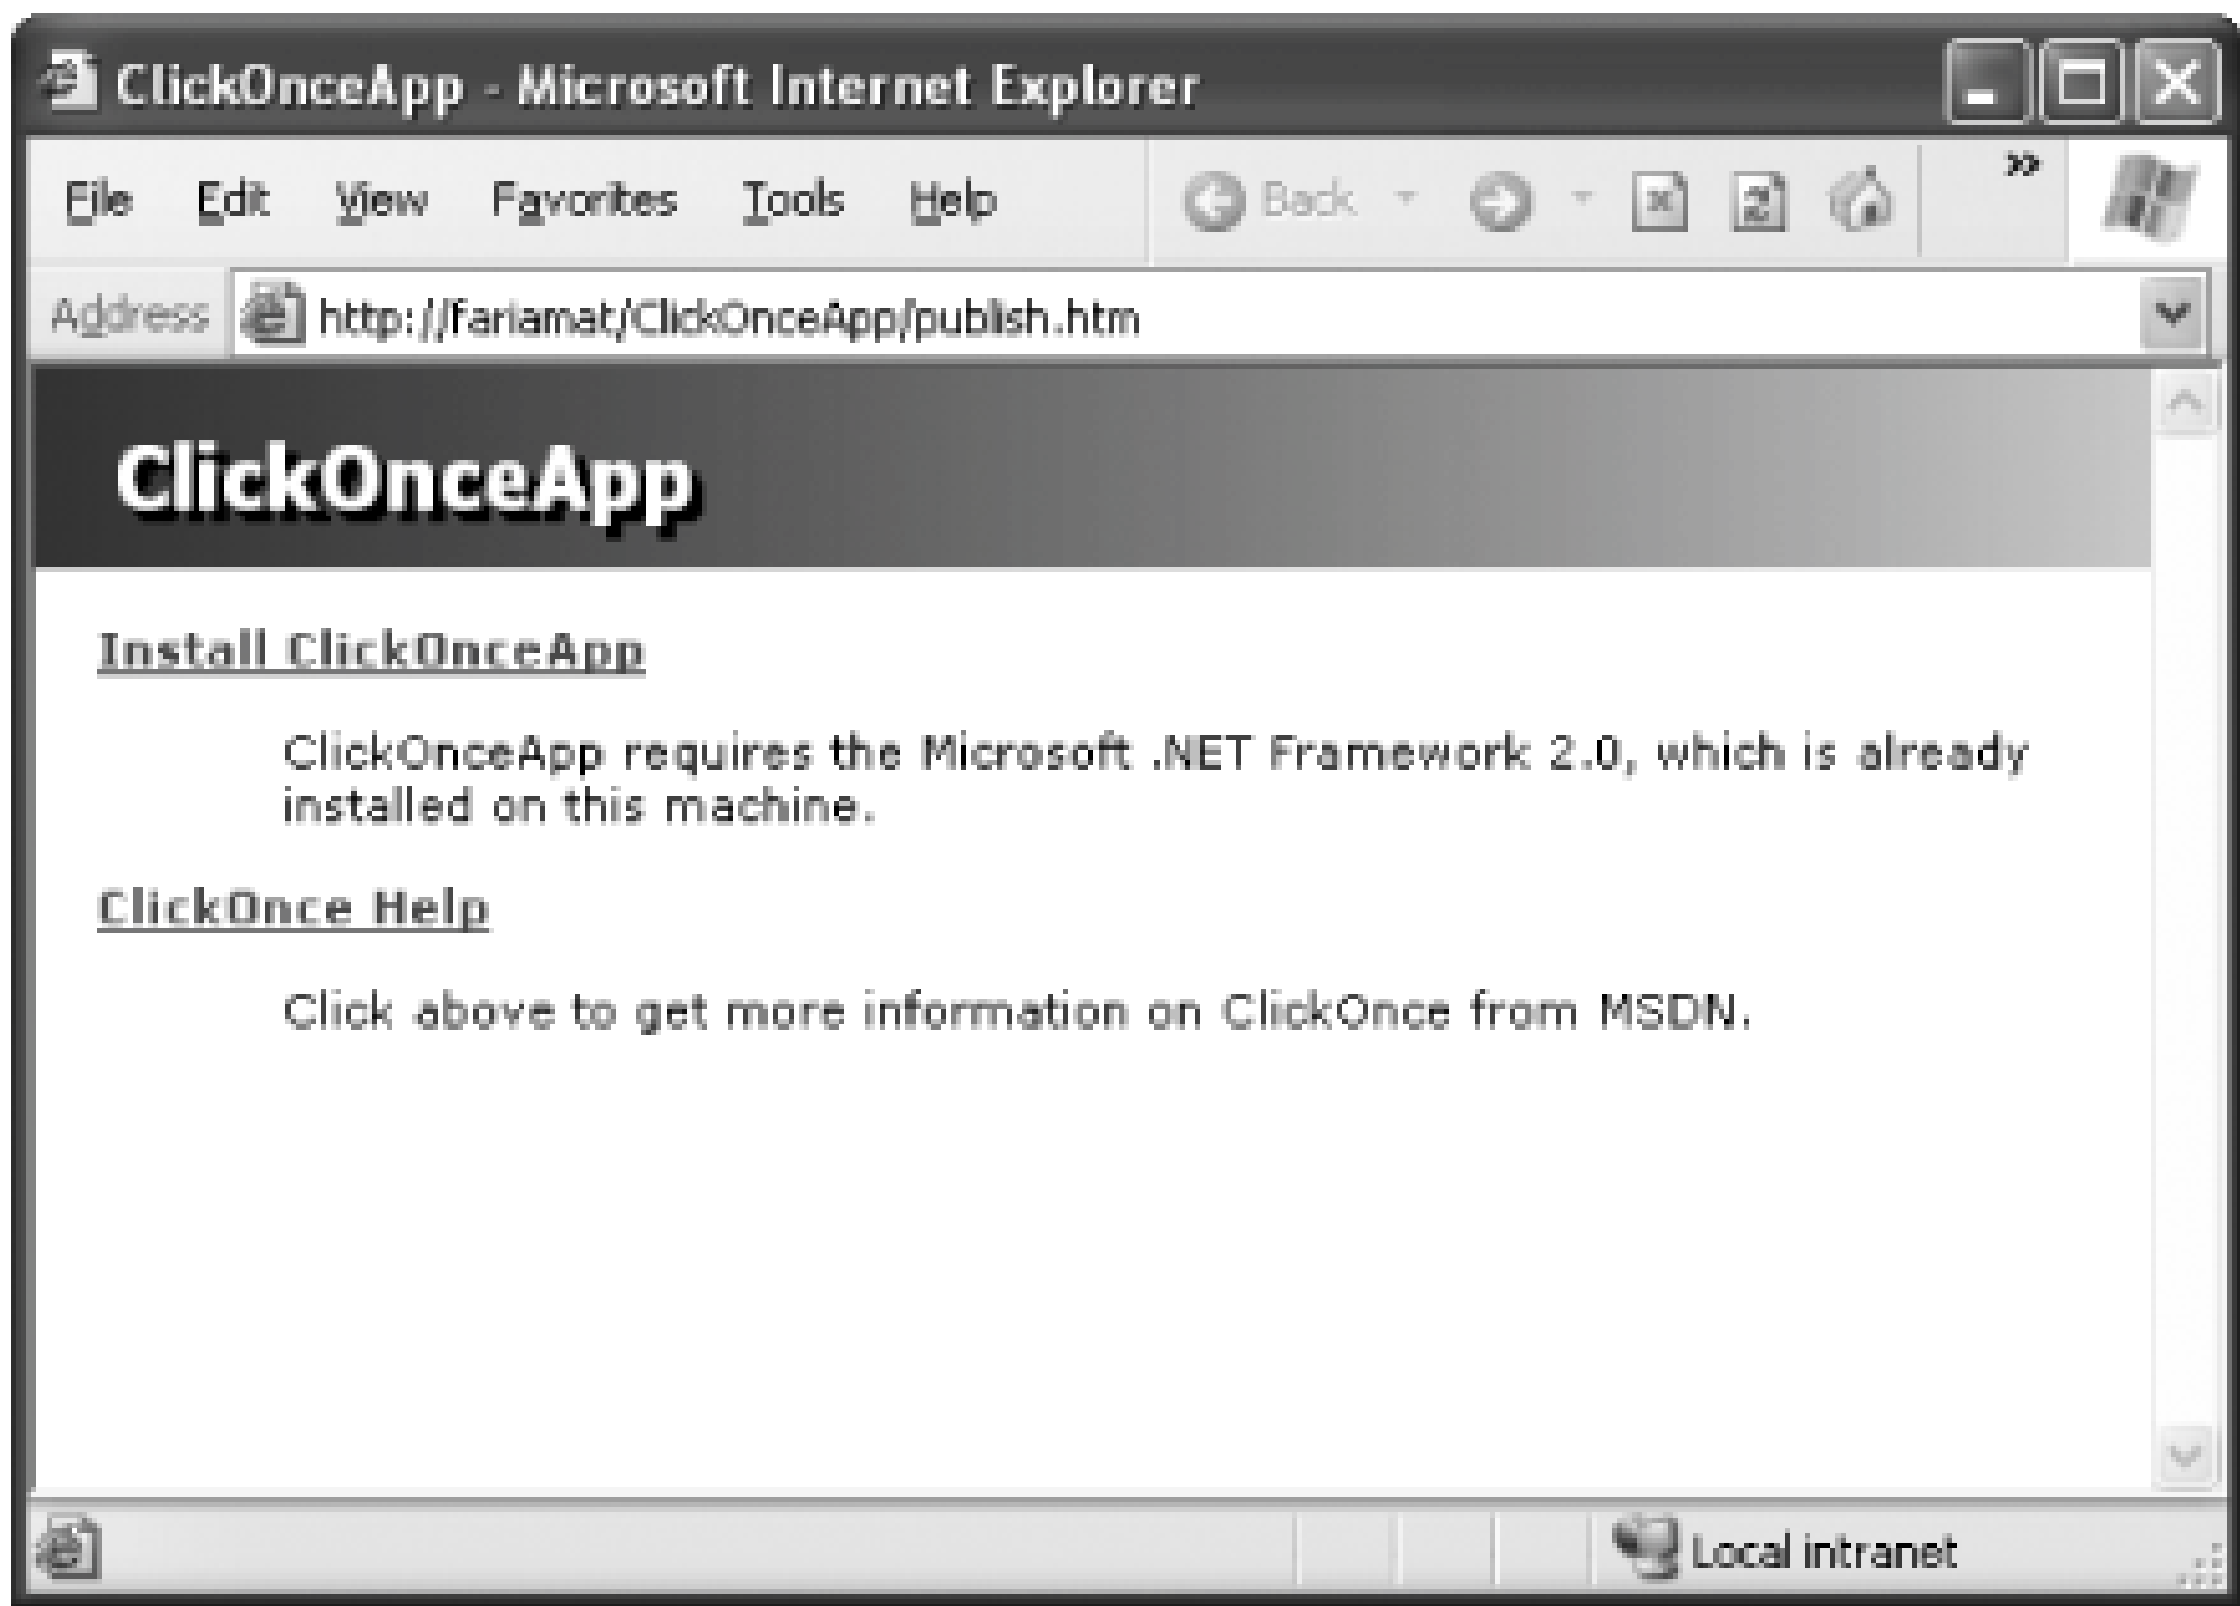 ClickOnceApp - Microsoft Internet Explorer
File Edit View Favorites Tools Help Back »
Address http://fariamat/ClickOnceApp/publish.htm
ClickOnceApp
Install ClickOnceApp
ClickOnceApp requires the Microsoft .NET Framework 2.0, which is already
installed on this machine.
ClickOnce Help
Click above to get more information on ClickOnce from MSDN.
Local intranet